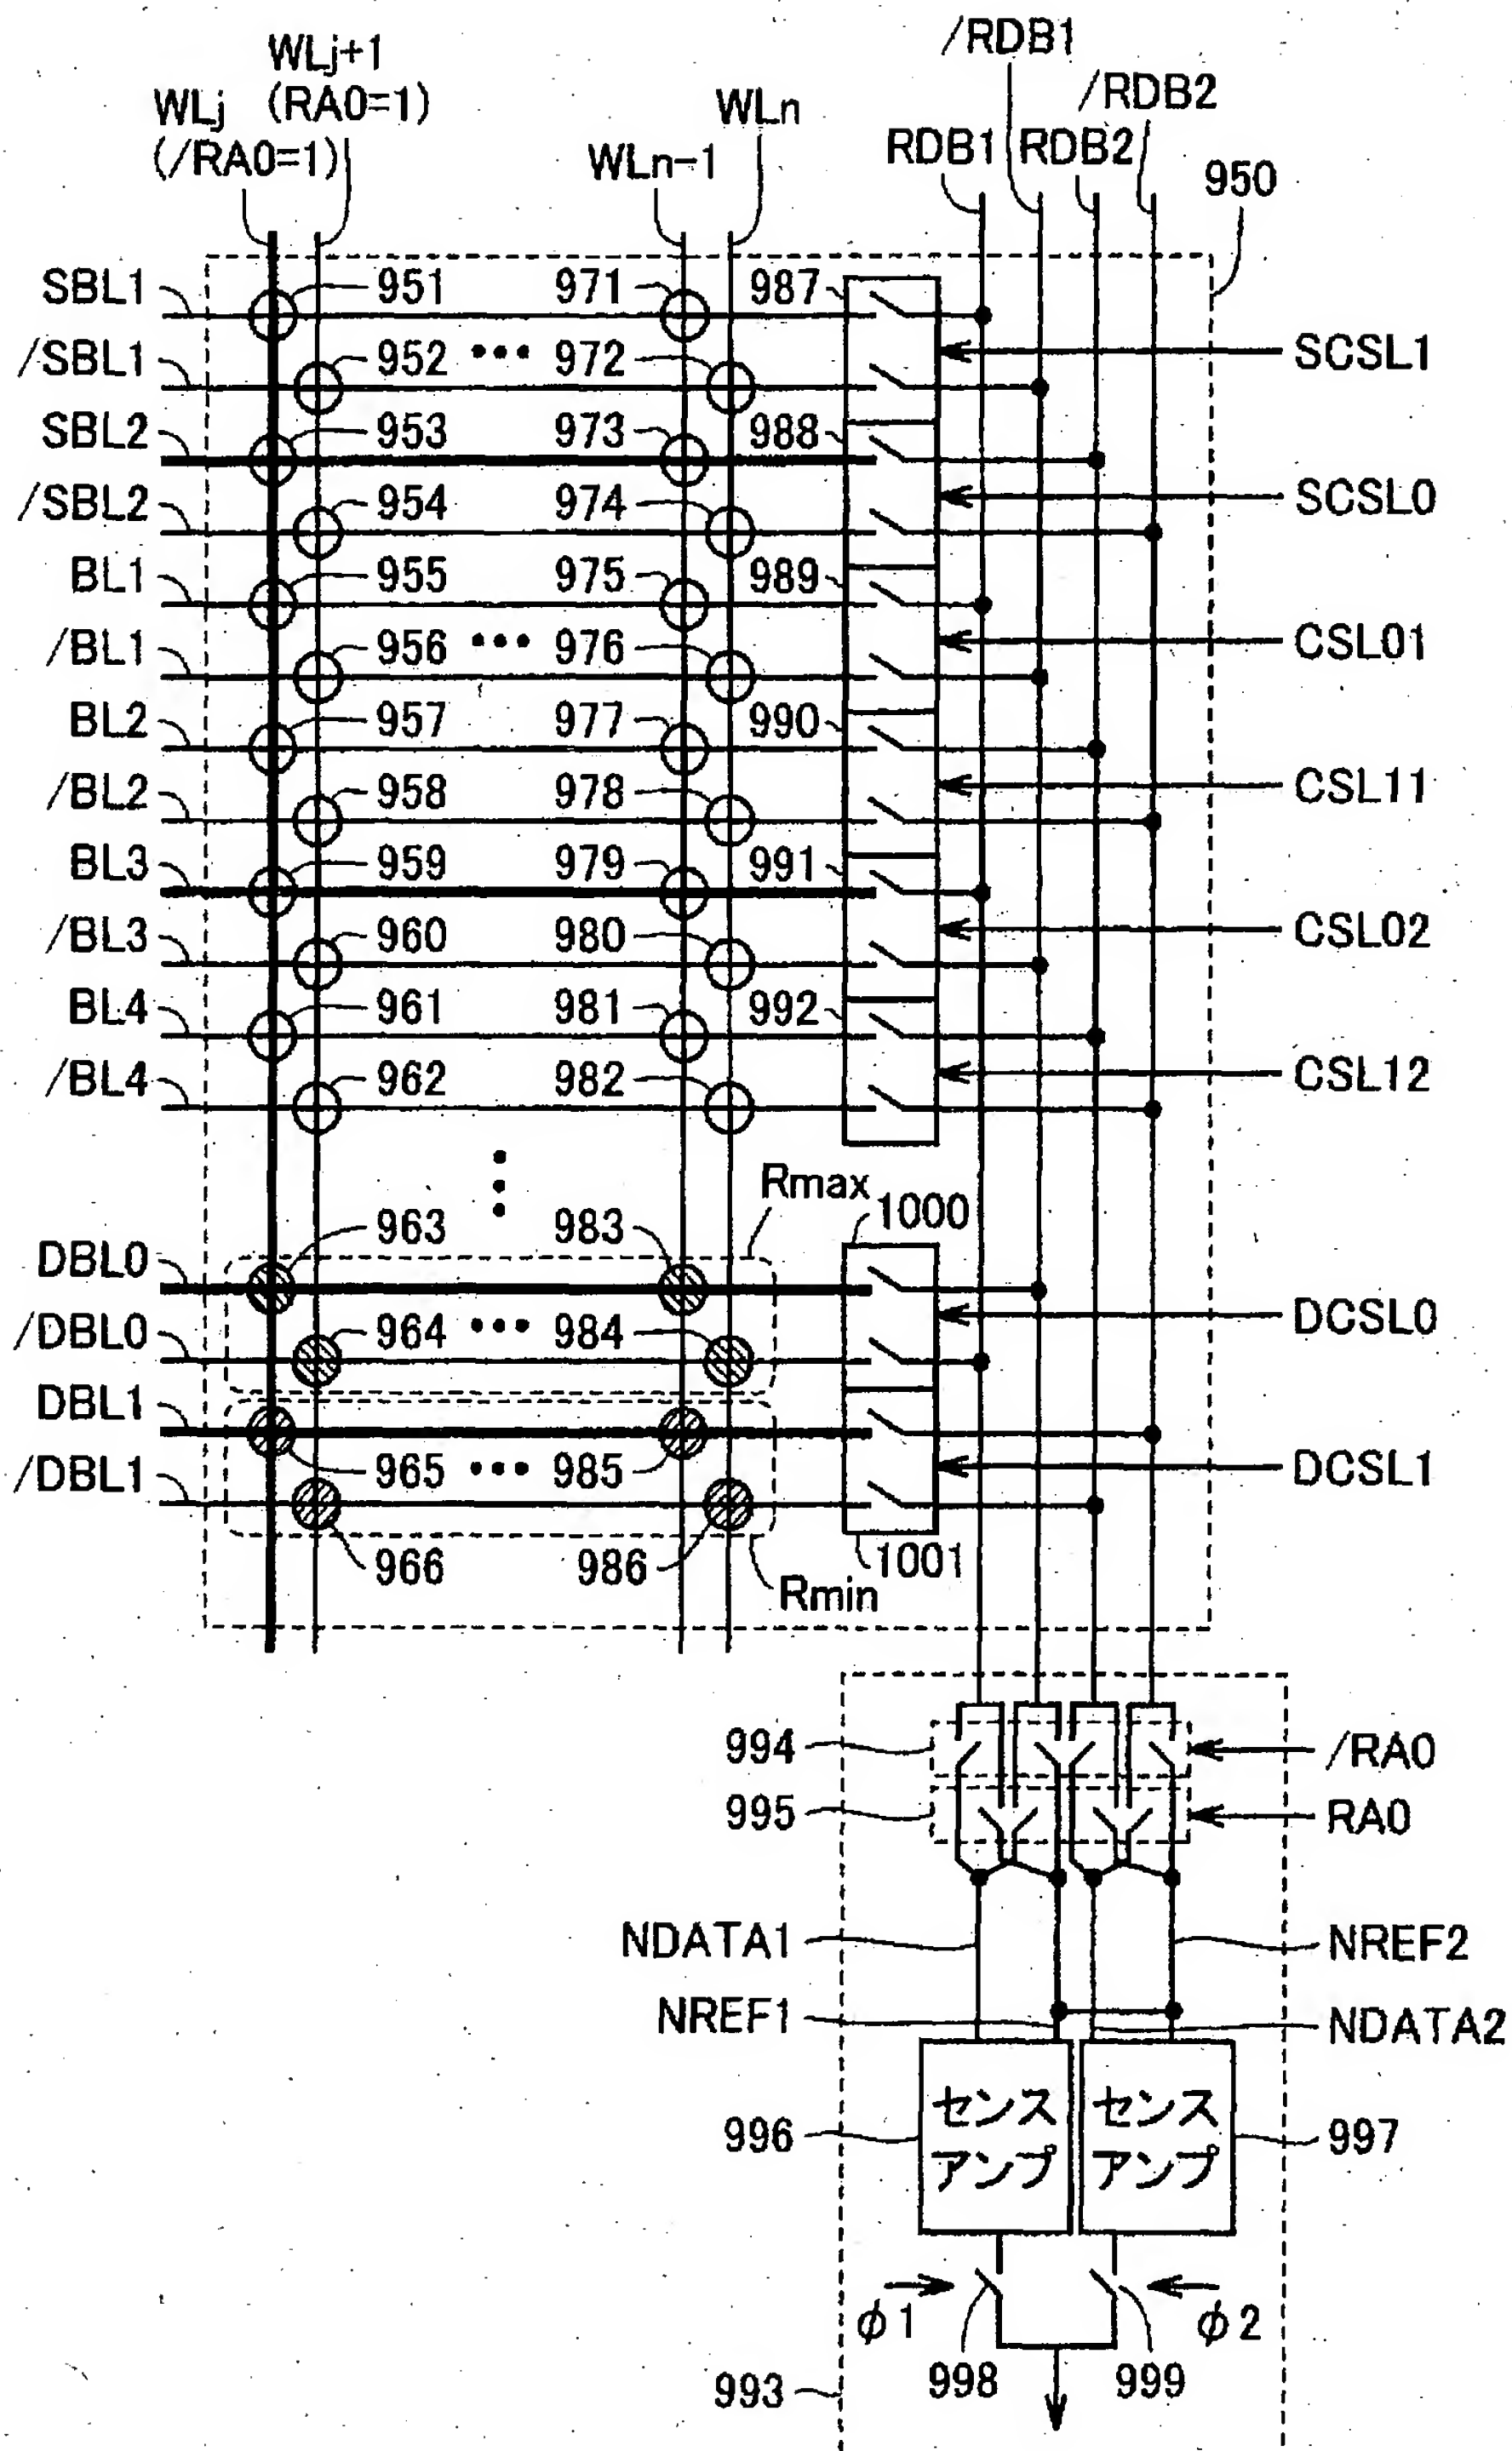 /RDB1
WLj+1
/RDB2
WLj (RA0=1)
WLn
(/RA0=1)
WLn-1
RDB1 RDB2
950
SBL1 951 971 987
/SBL1 952 ••• 972 SCSL1
SBL2 953 973 988
/SBL2 954 974 SCSL0
BL1 955 975 989
/BL1 956 ••• 976 CSL01
BL2 957 977 990
/BL2 958 978 CSL11
BL3 959 979 991
/BL3 960 980 CSL02
BL4 961 981 992
/BL4 962 982 CSL12
Rmax
1000
DBL0 963 983
/DBL0 964 ••• 984 DCSL0
DBL1
965 ••• 985 DCSL1
/DBL1
966 986 1001
Rmin
994 /RA0
995 RA0
NDATA1 NREF2
NREF1 NDATA2
センス センス
996 997
アンプ アンプ
φ1 φ2
998 999
993